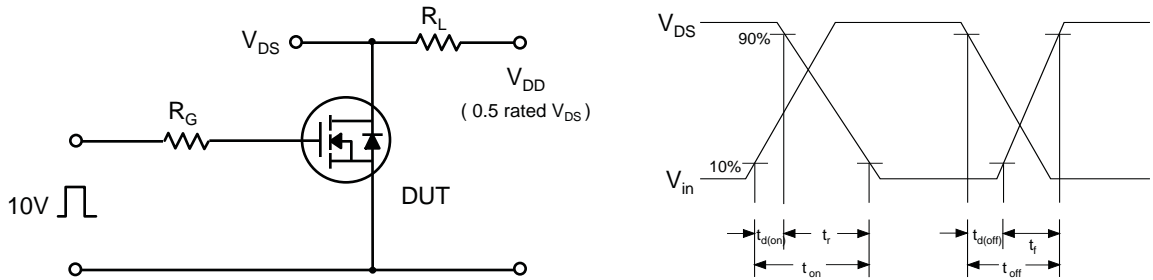 V_DS
R_L
V_DD
( 0.5 rated V_DS )
R_G
10V
DUT
V_DS
90%
10%
V_in
t_d(on)
t_r
t_on
t_d(off)
t_f
t_off